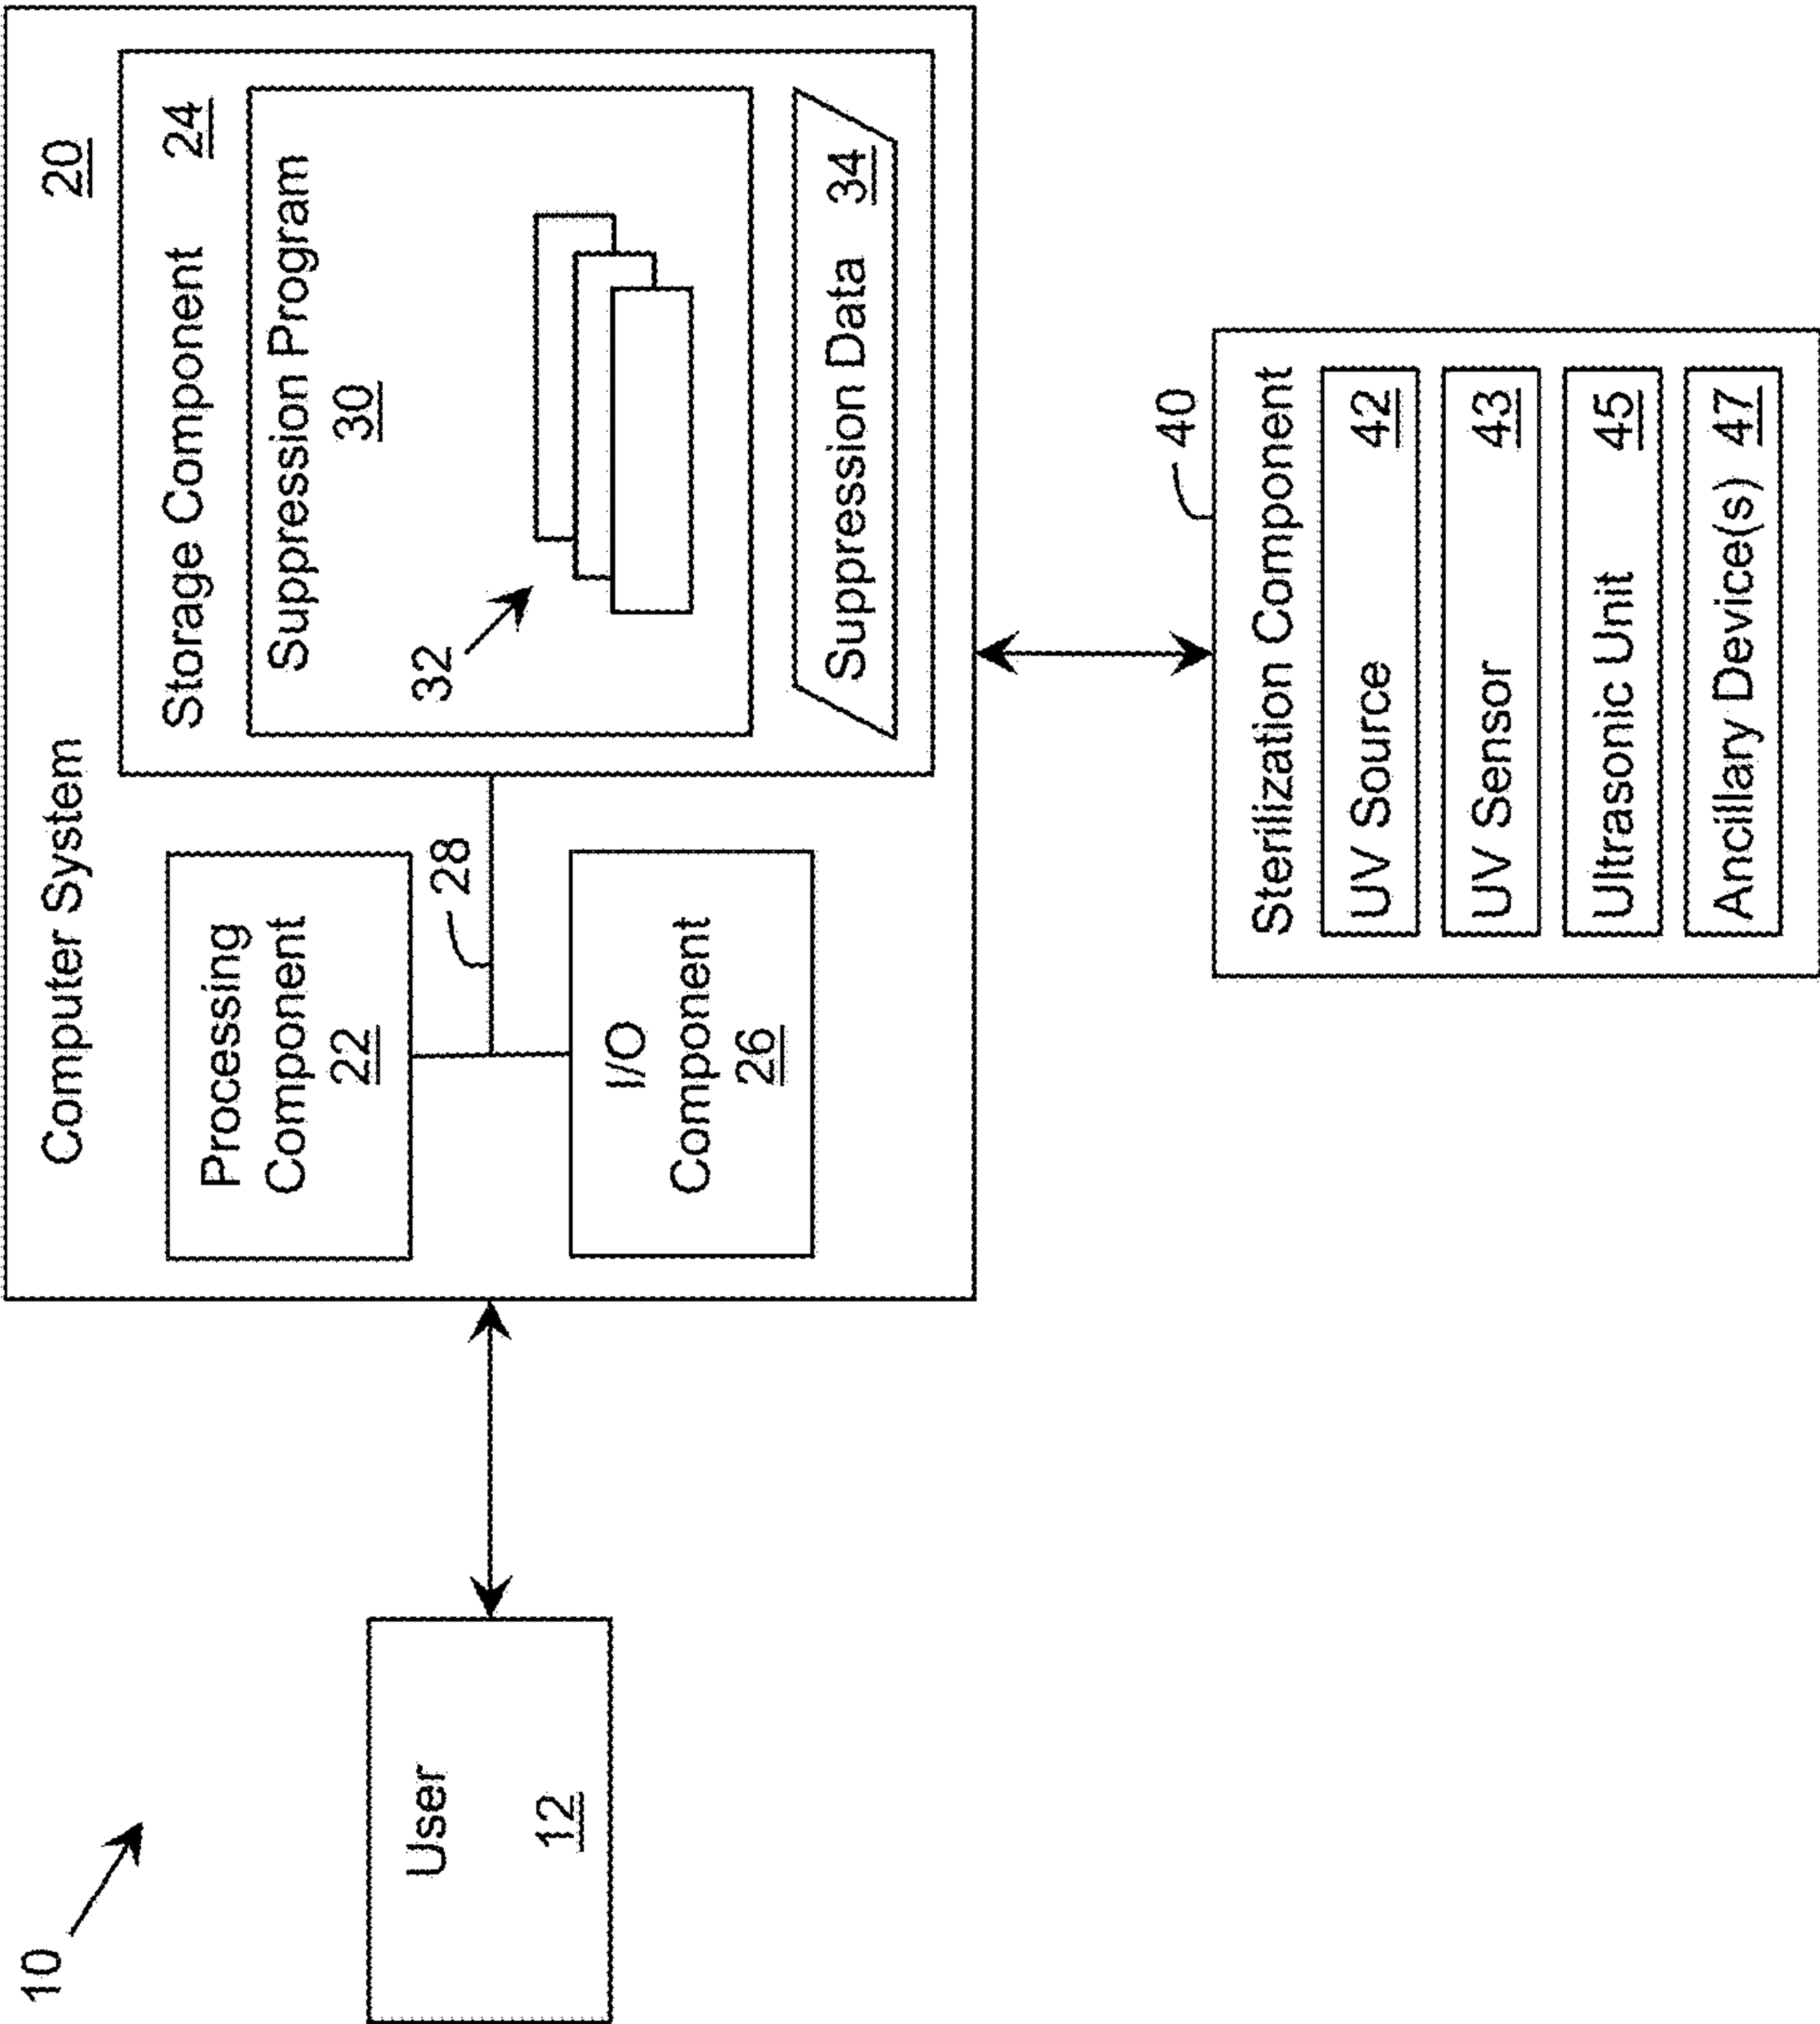 10
User
12
Computer System
20
Processing
Component
22
28
I/O
Component
26
Storage Component 24
Suppression Program
30
32
Suppression Data 34
40
Sterilization Component
UV Source 42
UV Sensor 43
Ultrasonic Unit 45
Ancillary Device(s) 47